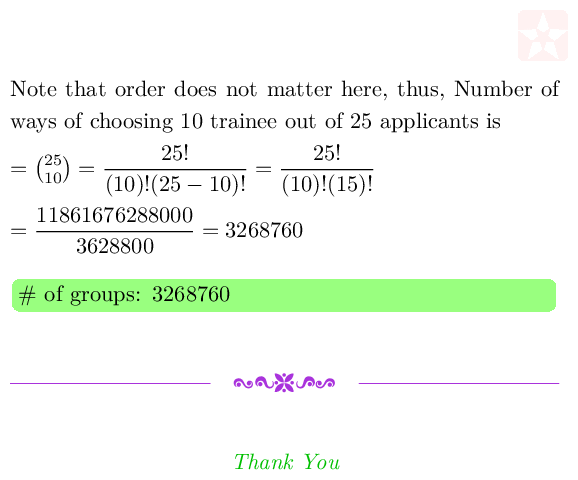 Note that order does not matter here, thus, Number of
ways of choosing 10 trainee out of 25 applicants is
= \binom{25}{10} = \frac{25!}{(10)!(25 − 10)!} = \frac{25!}{(10)!(15)!}
= \frac{11861676288000}{3628800} = 3268760
# of groups: 3268760
Thank You